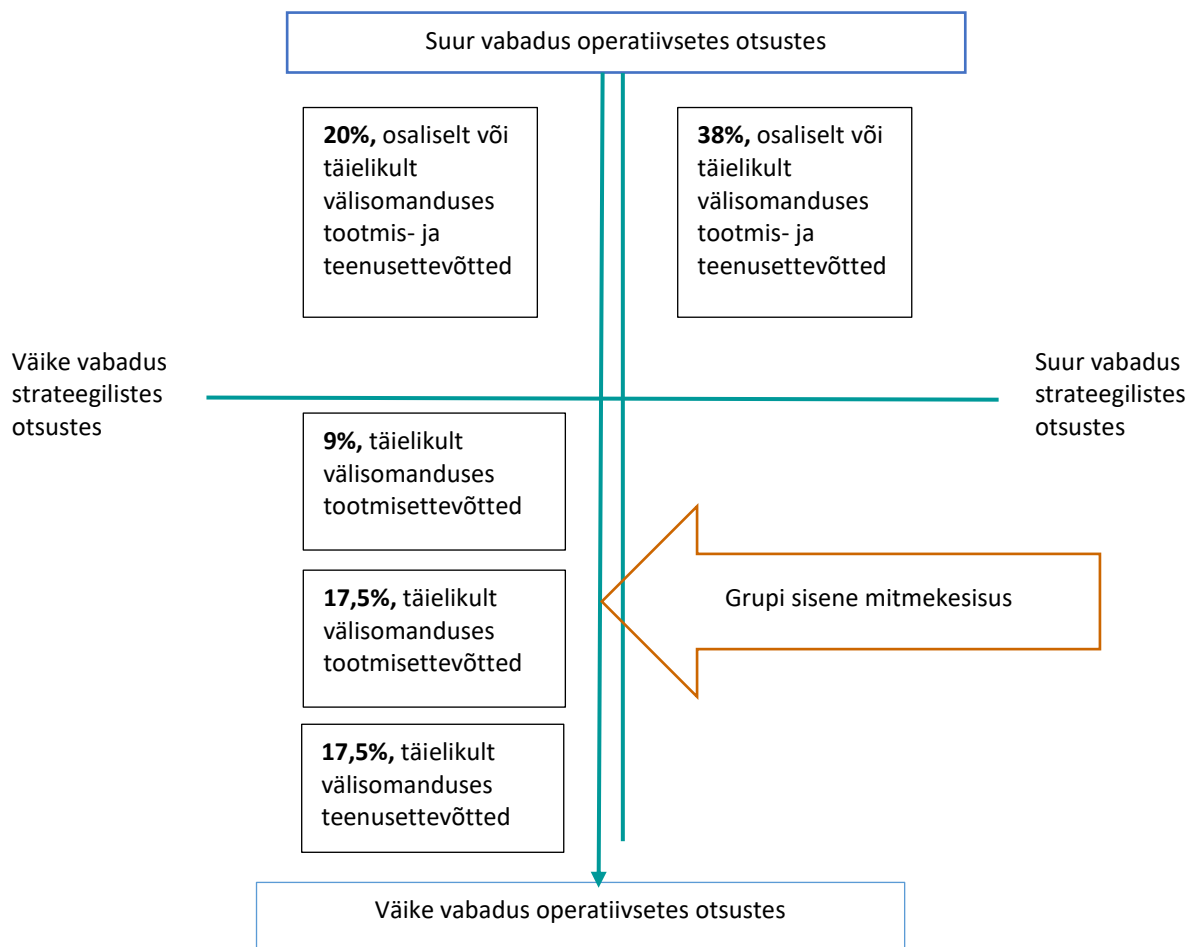 Suur vabadus operatiivsetes otsustes
20%, osaliselt või
täielikult
välisomanduses
tootmis- ja
teenusettevõtted
38%, osaliselt või
täielikult
välisomanduses
tootmis- ja
teenusettevõtted
Väike vabadus
strateegilistes
otsustes
Suur vabadus
strateegilistes
otsustes
9%, täielikult
välisomanduses
tootmisettevõtted
17,5%, täielikult
välisomanduses
tootmisettevõtted
Grupi sisene mitmekesisus
17,5%, täielikult
välisomanduses
teenusettevõtted
Väike vabadus operatiivsetes otsustes